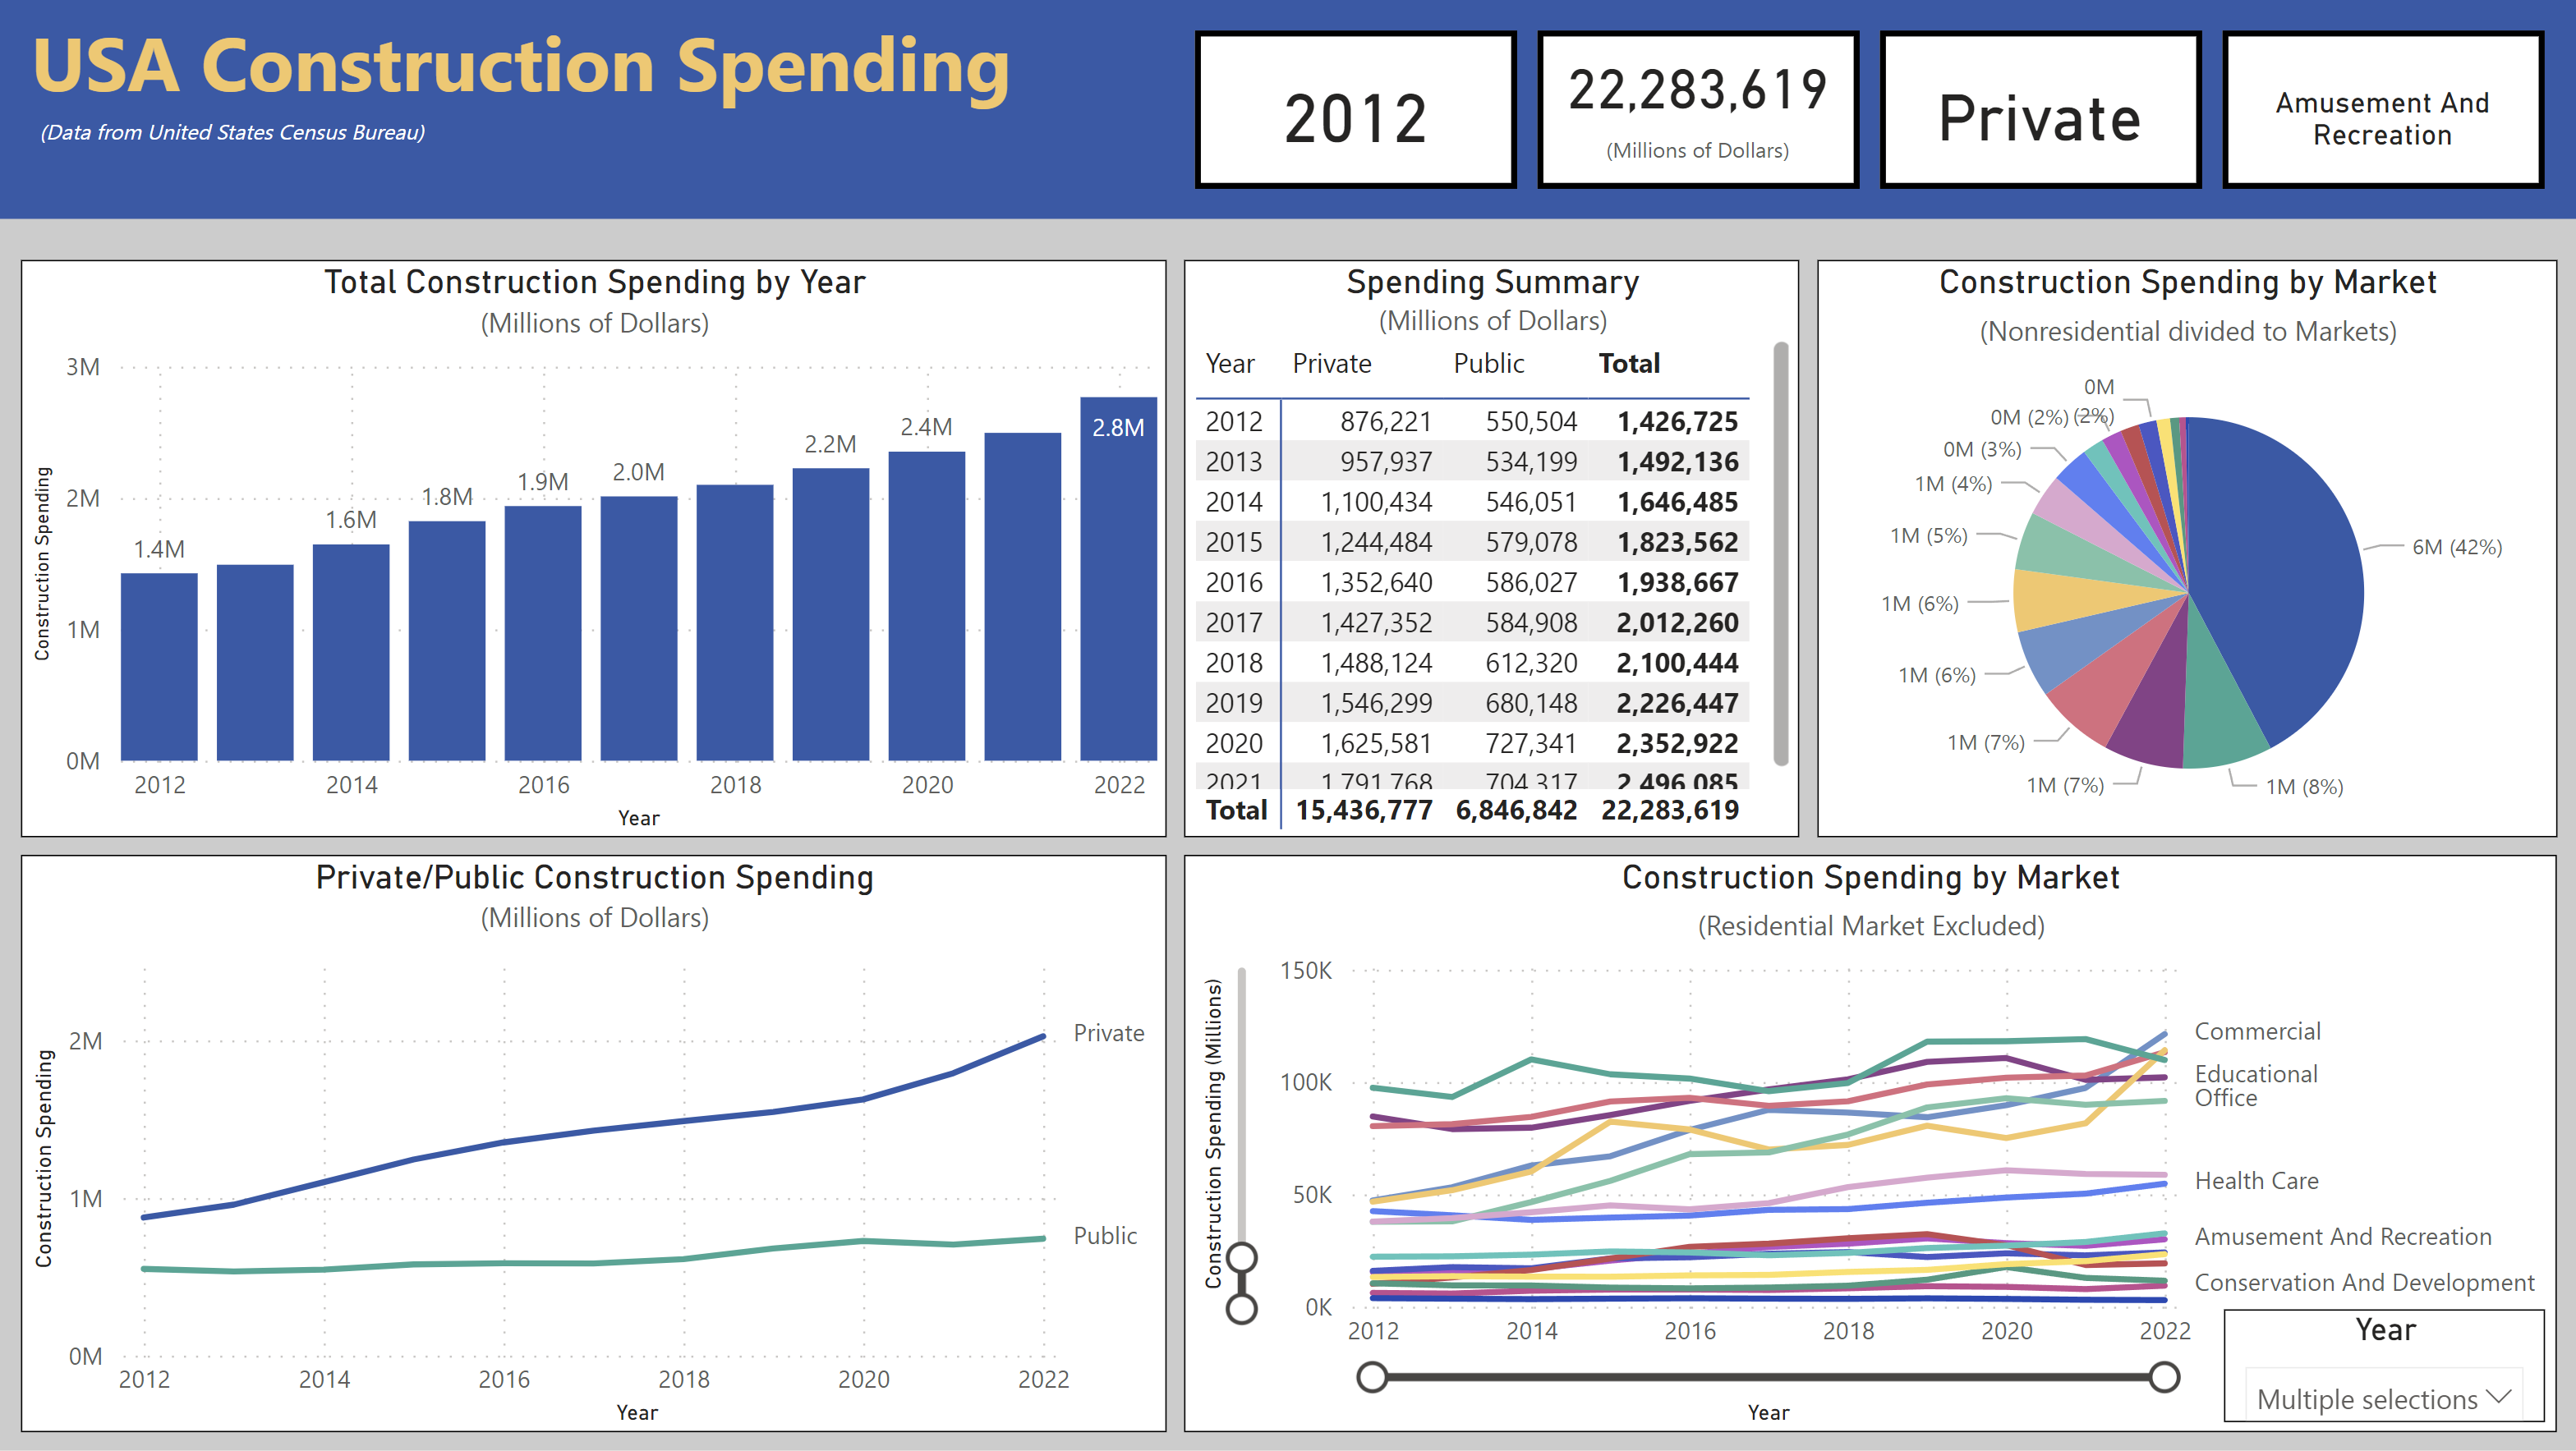 USA Construction Spending
(Data from United States Census Bureau)
2012
22,283,619
(Millions of Dollars)
Private
Amusement And
Recreation
Total Construction Spending by Year
(Millions of Dollars)
Construction Spending
3M
2M
1M
0M
1.4M
1.6M
1.8M
1.9M
2.0M
2.2M
2.4M
2.8M
2012 2014 2016 2018 2020 2022
Year
Spending Summary
(Millions of Dollars)
Year Private Public Total
2012 876,221 550,504 1,426,725
2013 957,937 534,199 1,492,136
2014 1,100,434 546,051 1,646,485
2015 1,244,484 579,078 1,823,562
2016 1,352,640 586,027 1,938,667
2017 1,427,352 584,908 2,012,260
2018 1,488,124 612,320 2,100,444
2019 1,546,299 680,148 2,226,447
2020 1,625,581 727,341 2,352,922
2021 1,791,768 704,317 2,496,085
Total 15,436,777 6,846,842 22,283,619
Construction Spending by Market
(Nonresidential divided to Markets)
0M
(2%)
0M (2%)
0M (3%)
1M (4%)
1M (5%)
1M (6%)
1M (6%)
1M (7%)
1M (7%)
1M (8%)
6M (42%)
Private/Public Construction Spending
(Millions of Dollars)
Construction Spending
2M
1M
0M
Private
Public
2012 2014 2016 2018 2020 2022
Year
Construction Spending by Market
(Residential Market Excluded)
Construction Spending (Millions)
150K
100K
50K
0K
Commercial
Educational
Office
Health Care
Amusement And Recreation
Conservation And Development
2012 2014 2016 2018 2020 2022
Year
Year
Multiple selections